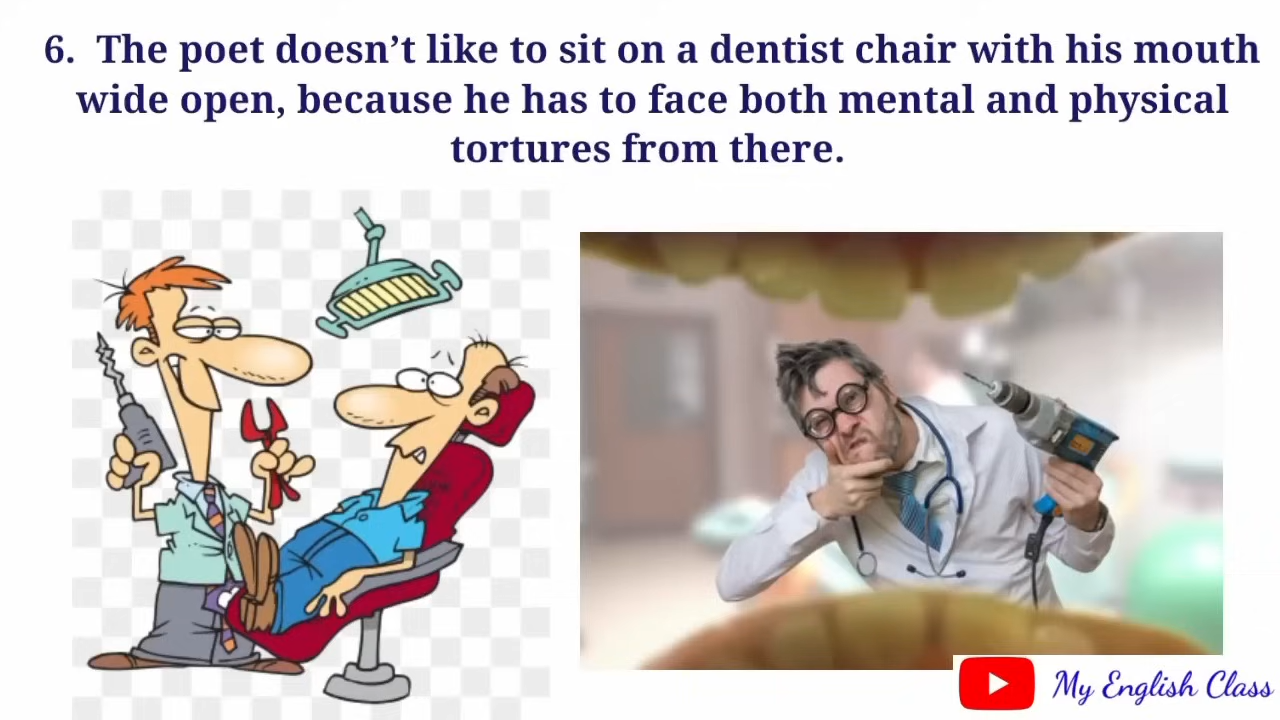 6. The poet doesn't like to sit on a dentist chair with his mouth
wide open, because he has to face both mental and physical
tortures from there.
My English Class